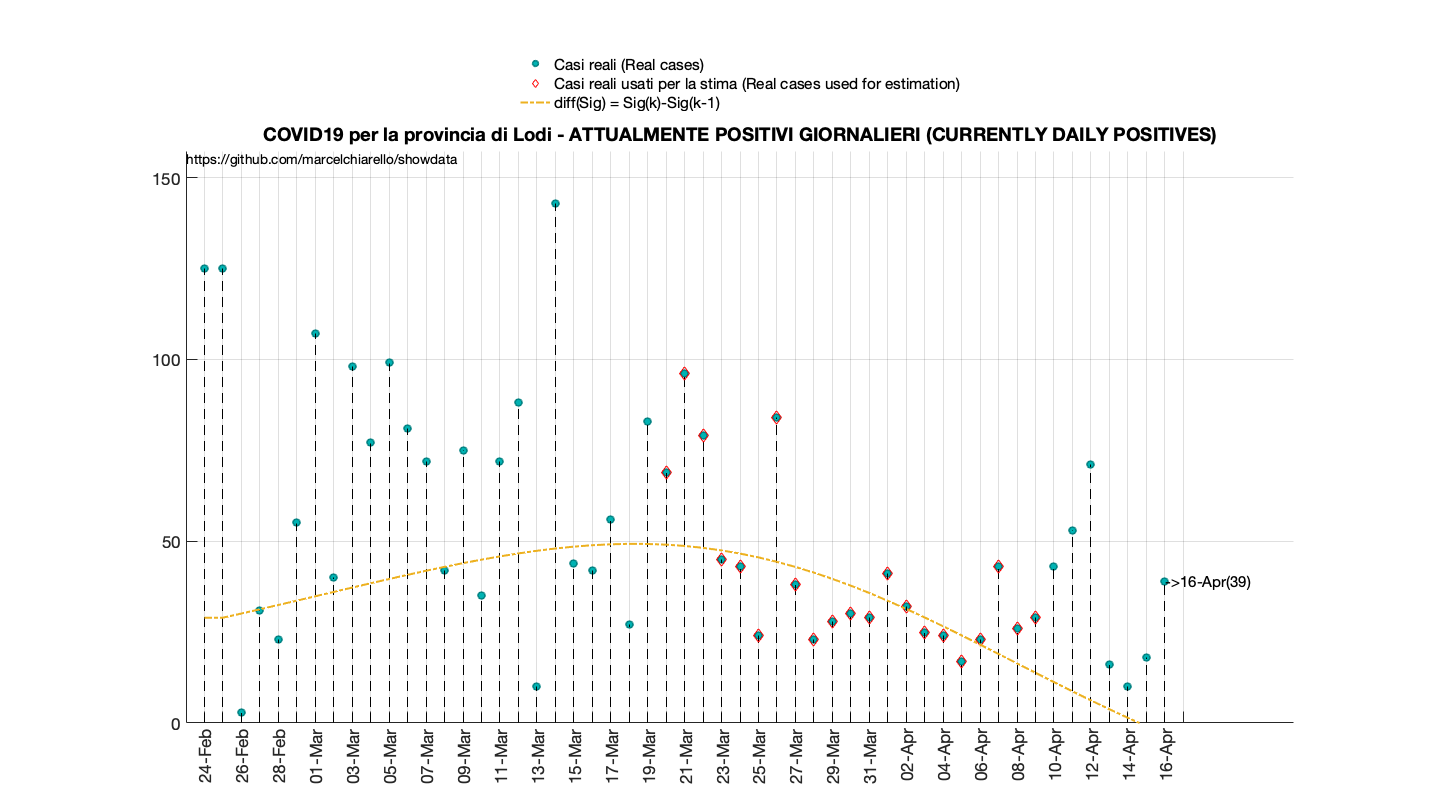 Casi reali (Real cases)
Casi reali usati per la stima (Real cases used for estimation)
diff(Sig) = Sig(k)-Sig(k-1)
COVID19 per la provincia di Lodi - ATTUALMENTE POSITIVI GIORNALIERI (CURRENTLY DAILY POSITIVES)
https://github.com/marcelchiarello/showdata
150
100
50
0
->16-Apr(39)
24-Feb
26-Feb
28-Feb
01-Mar
03-Mar
05-Mar
07-Mar
09-Mar
11-Mar
13-Mar
15-Mar
17-Mar
19-Mar
21-Mar
23-Mar
25-Mar
27-Mar
29-Mar
31-Mar
02-Apr
04-Apr
06-Apr
08-Apr
10-Apr
12-Apr
14-Apr
16-Apr